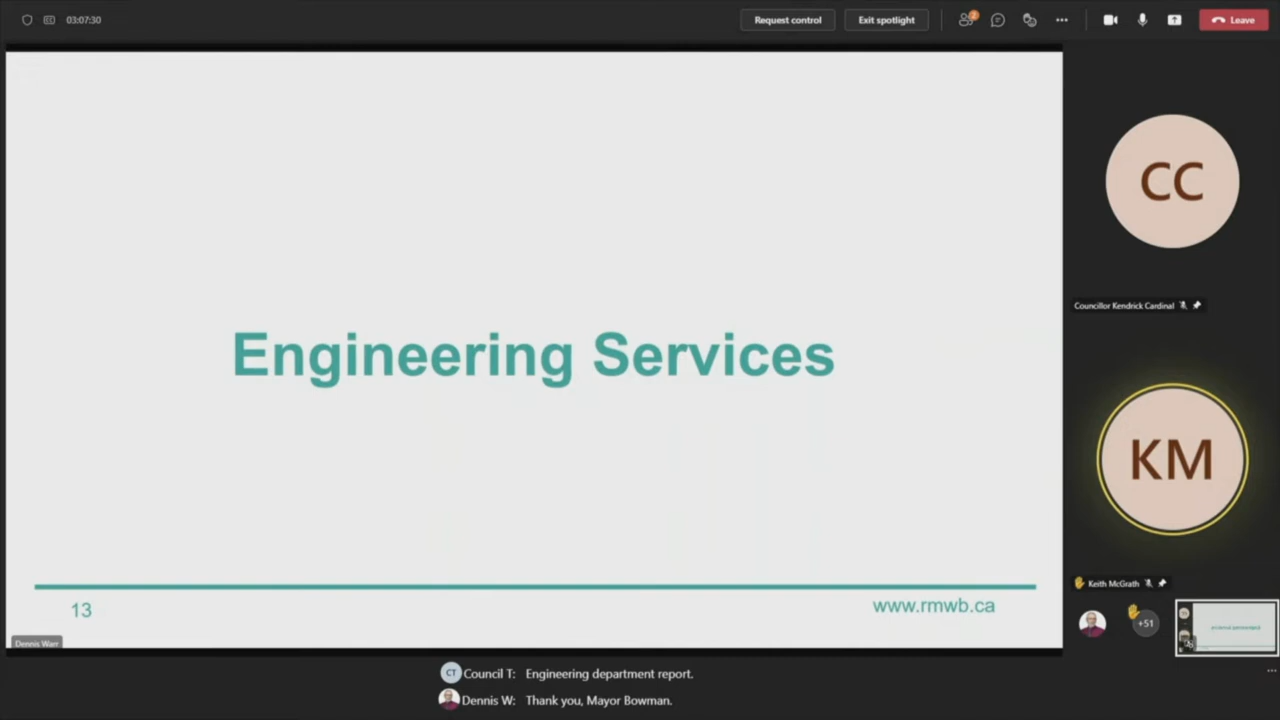 03:07:30
Request control
Exit spotlight
2
Leave
CC
Councillor Kendrick Cardinal
Engineering Services
KM
Keith McGrath
13
www.rmwb.ca
+51
Dennis Warr
CT Council T: Engineering department report.
Dennis W: Thank you, Mayor Bowman.